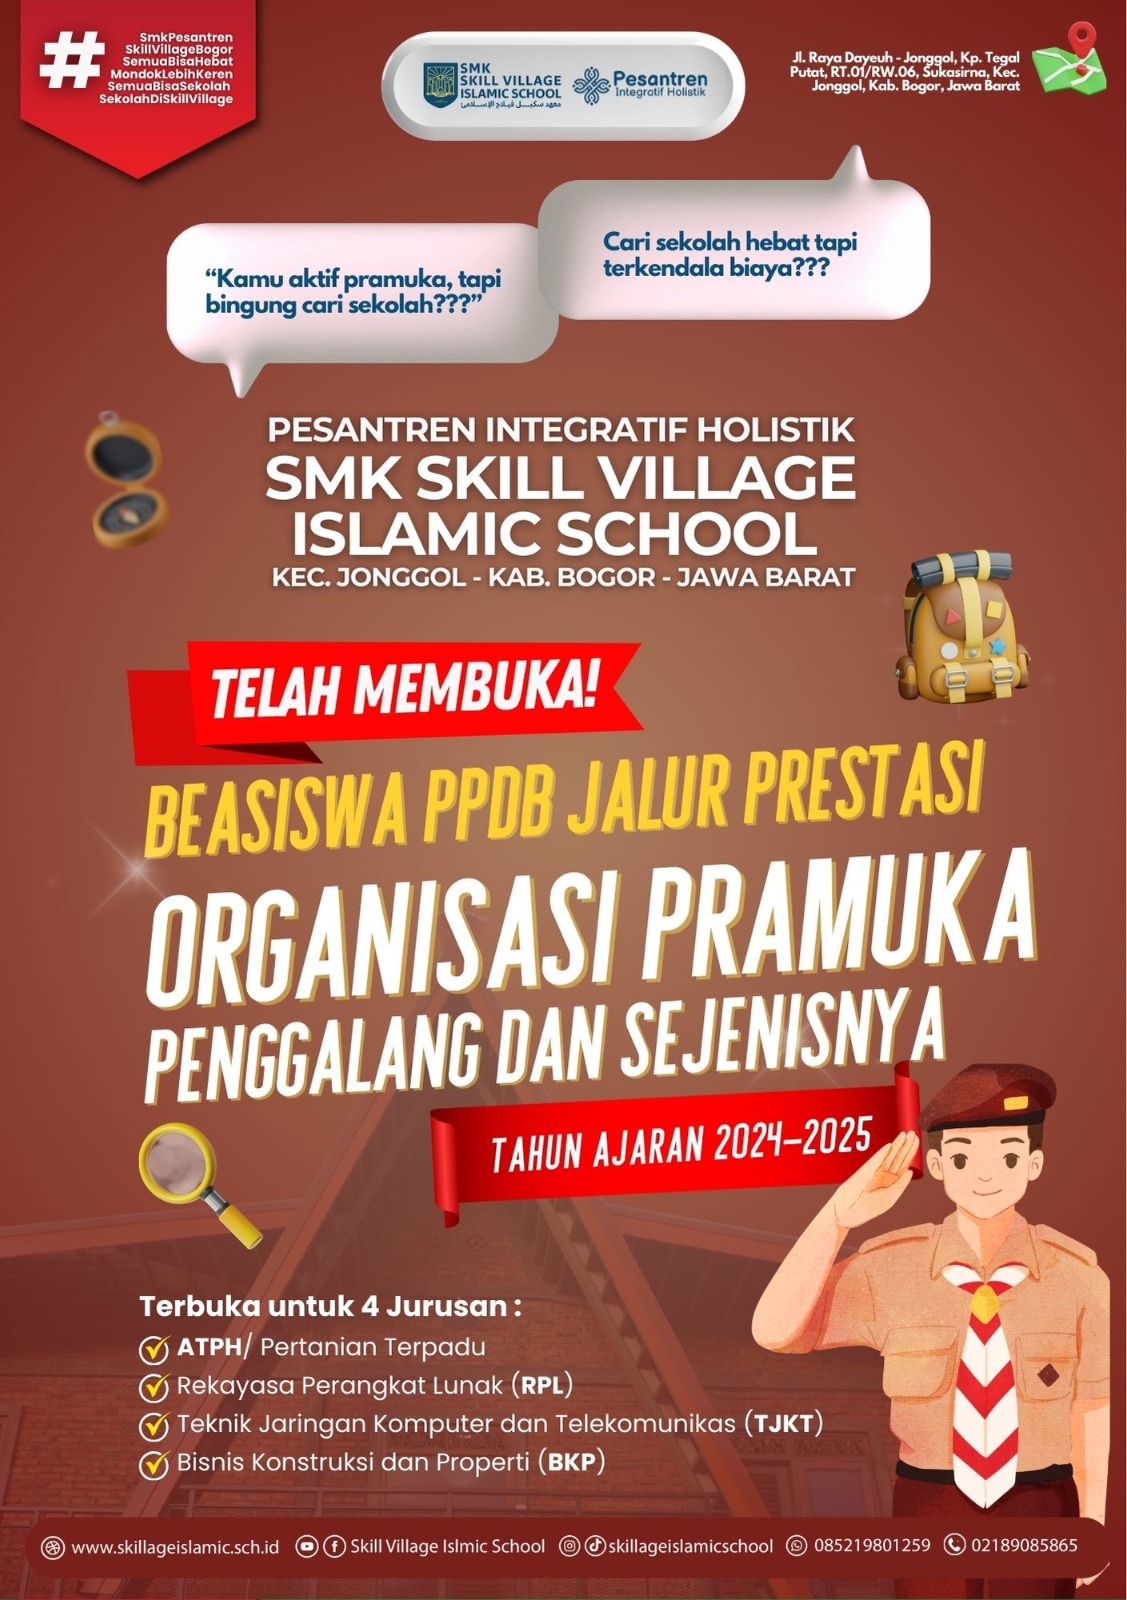 #
SmkPesantren
SkillVillageBogor
SemuaBisaHebat
MondokLebihKeren
SemuaBisaSekolah
SekolahDiSkillVillage
SMK
SKILL VILLAGE
ISLAMIC SCHOOL
معهد سكيل فيلاج الإسلامي
Pesantren
Integratif Holistik
Jl. Raya Dayeuh - Jonggol, Kp. Tegal
Putat, RT.01/RW.06, Sukasirna, Kec.
Jonggol, Kab. Bogor, Jawa Barat
“Kamu aktif pramuka, tapi
bingung cari sekolah???”
Cari sekolah hebat tapi
terkendala biaya???
PESANTREN INTEGRATIF HOLISTIK
SMK SKILL VILLAGE
ISLAMIC SCHOOL
KEC. JONGGOL - KAB. BOGOR - JAWA BARAT
TELAH MEMBUKA!
BEASISWA PPDB JALUR PRESTASI
ORGANISASI PRAMUKA
PENGGALANG DAN SEJENISNYA
TAHUN AJARAN 2024–2025
Terbuka untuk 4 Jurusan :
ATPH/ Pertanian Terpadu
Rekayasa Perangkat Lunak (RPL)
Teknik Jaringan Komputer dan Telekomunikas (TJKT)
Bisnis Konstruksi dan Properti (BKP)
www.skillageislamic.sch.id Skill Village Islmic School skillageislamicschool 085219801259 02189085865